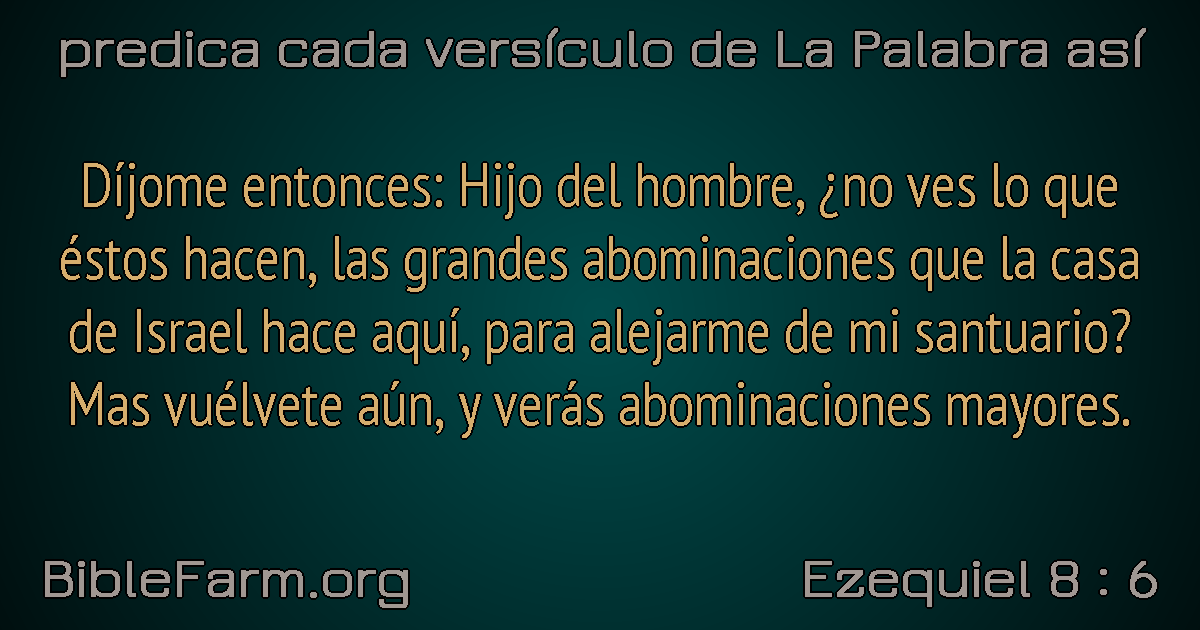 predica cada versículo de La Palabra así
Díjome entonces: Hijo del hombre, ¿no ves lo que
éstos hacen, las grandes abominaciones que la casa
de Israel hace aquí, para alejarme de mi santuario?
Mas vuélvete aún, y verás abominaciones mayores.
BibleFarm.org
Ezequiel 8 : 6